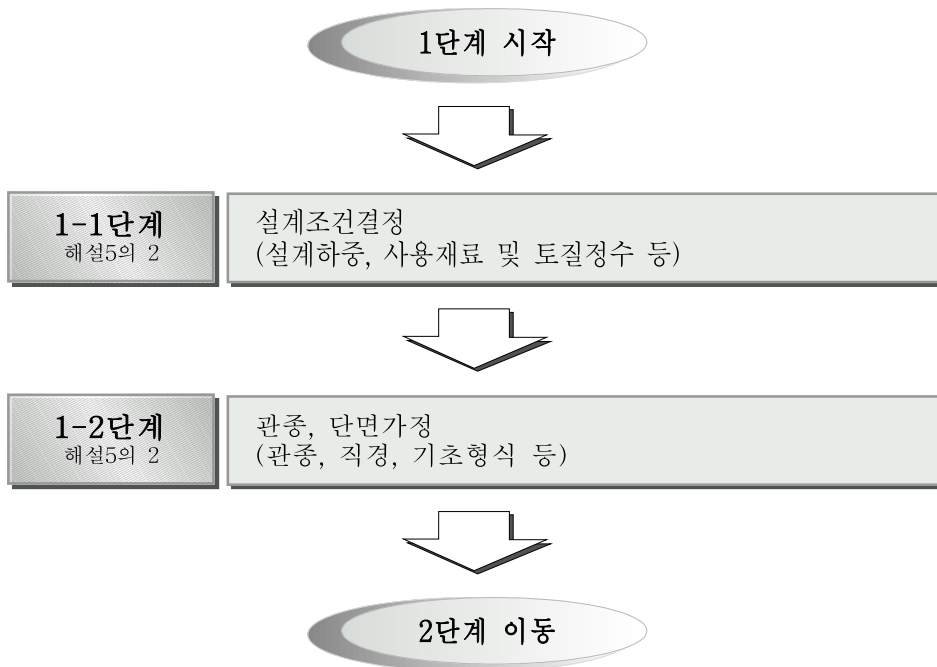 1단계 시작
1-1단계
해설5의 2
설계조건결정
(설계하중, 사용재료 및 토질정수 등)
1-2단계
해설5의 2
관종, 단면가정
(관종, 직경, 기초형식 등)
2단계 이동